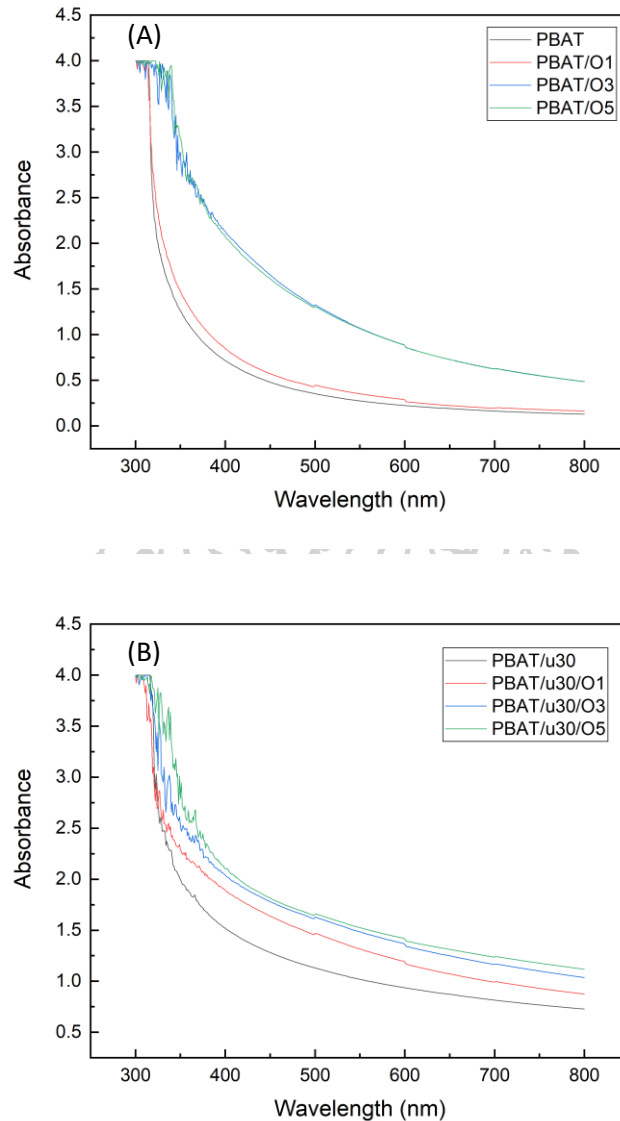 (A)
PBAT
PBAT/O1
PBAT/O3
PBAT/O5
4.5
4.0
3.5
3.0
2.5
2.0
1.5
1.0
0.5
0.0
Absorbance
300 400 500 600 700 800
Wavelength (nm)
(B)
PBAT/u30
PBAT/u30/O1
PBAT/u30/O3
PBAT/u30/O5
4.5
4.0
3.5
3.0
2.5
2.0
1.5
1.0
0.5
Absorbance
300 400 500 600 700 800
Wavelength (nm)